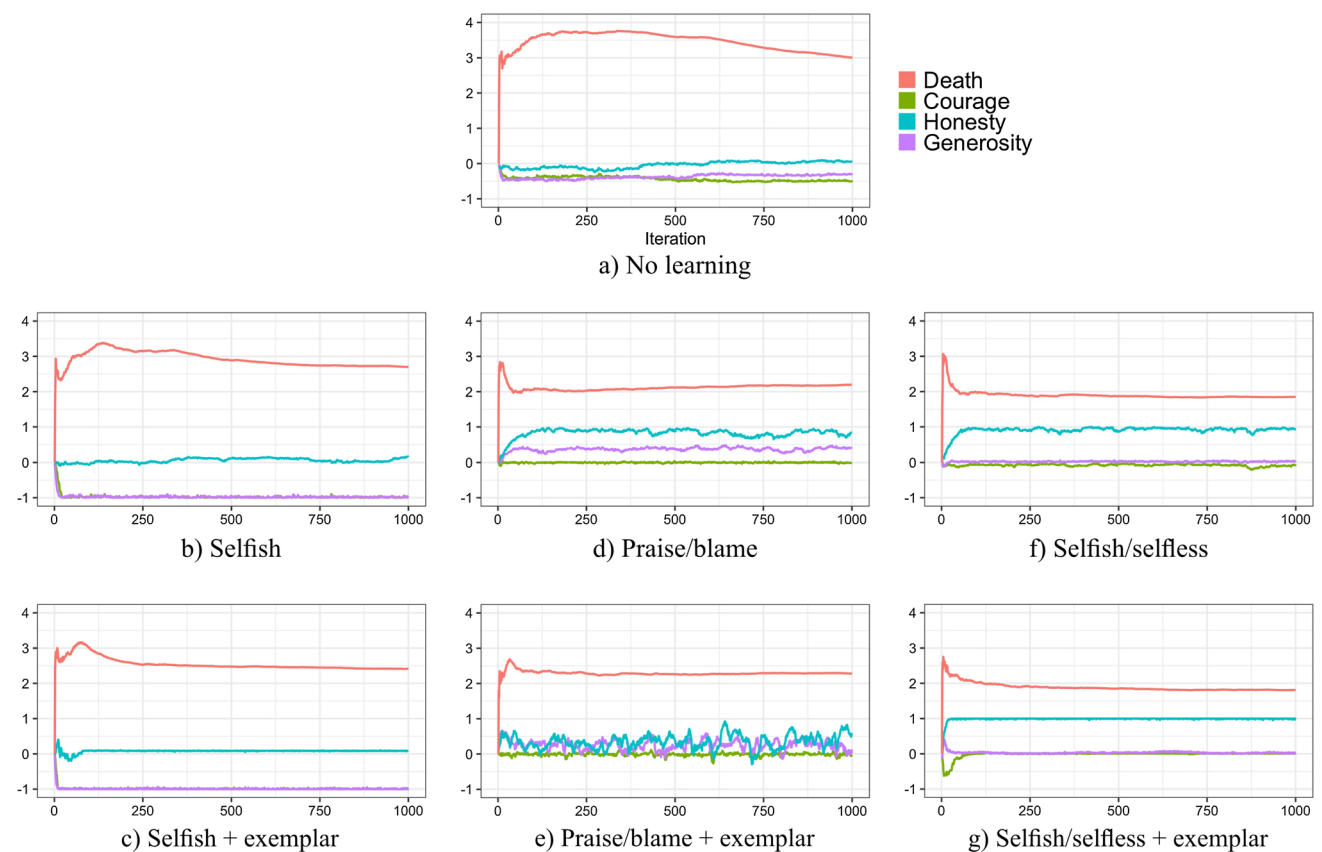 4
3
2
1
0
-1
0 250 500 750 1000
Iteration
a) No learning
Death
Courage
Honesty
Generosity
4
3
2
1
0
-1
0 250 500 750 1000
b) Selfish
4
3
2
1
0
-1
0 250 500 750 1000
d) Praise/blame
4
3
2
1
0
-1
0 250 500 750 1000
f) Selfish/selfless
4
3
2
1
0
-1
0 250 500 750 1000
c) Selfish + exemplar
4
3
2
1
0
-1
0 250 500 750 1000
e) Praise/blame + exemplar
4
3
2
1
0
-1
0 250 500 750 1000
g) Selfish/selfless + exemplar